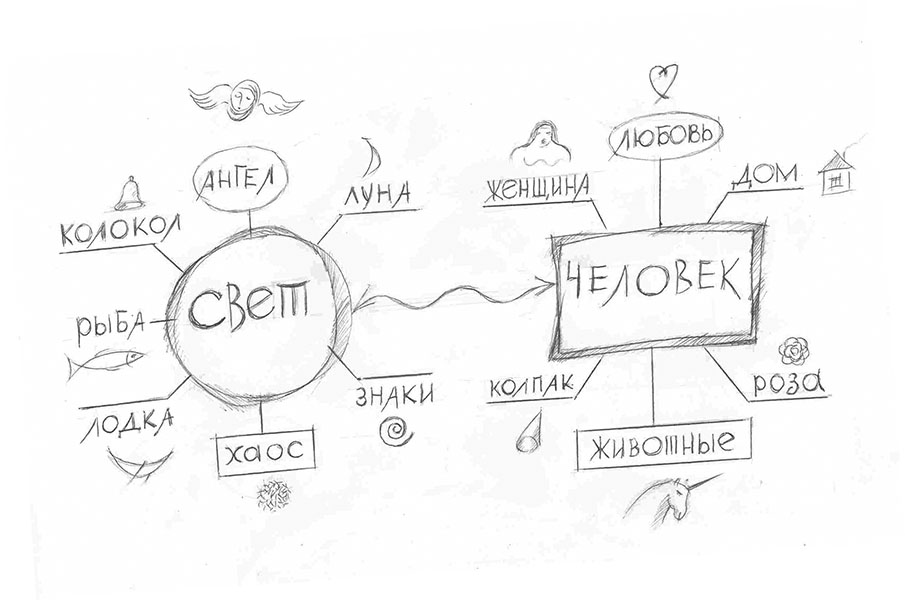 АНГЕЛ
ЛУНА
КОЛОКОЛ
СВЕТ
РЫБА
ЛОДКА
ХАОС
ЗНАКИ
ЛЮБОВЬ
ЖЕНЩИНА
ДОМ
ЧЕЛОВЕК
КОЛПАК
РОЗА
ЖИВОТНЫЕ